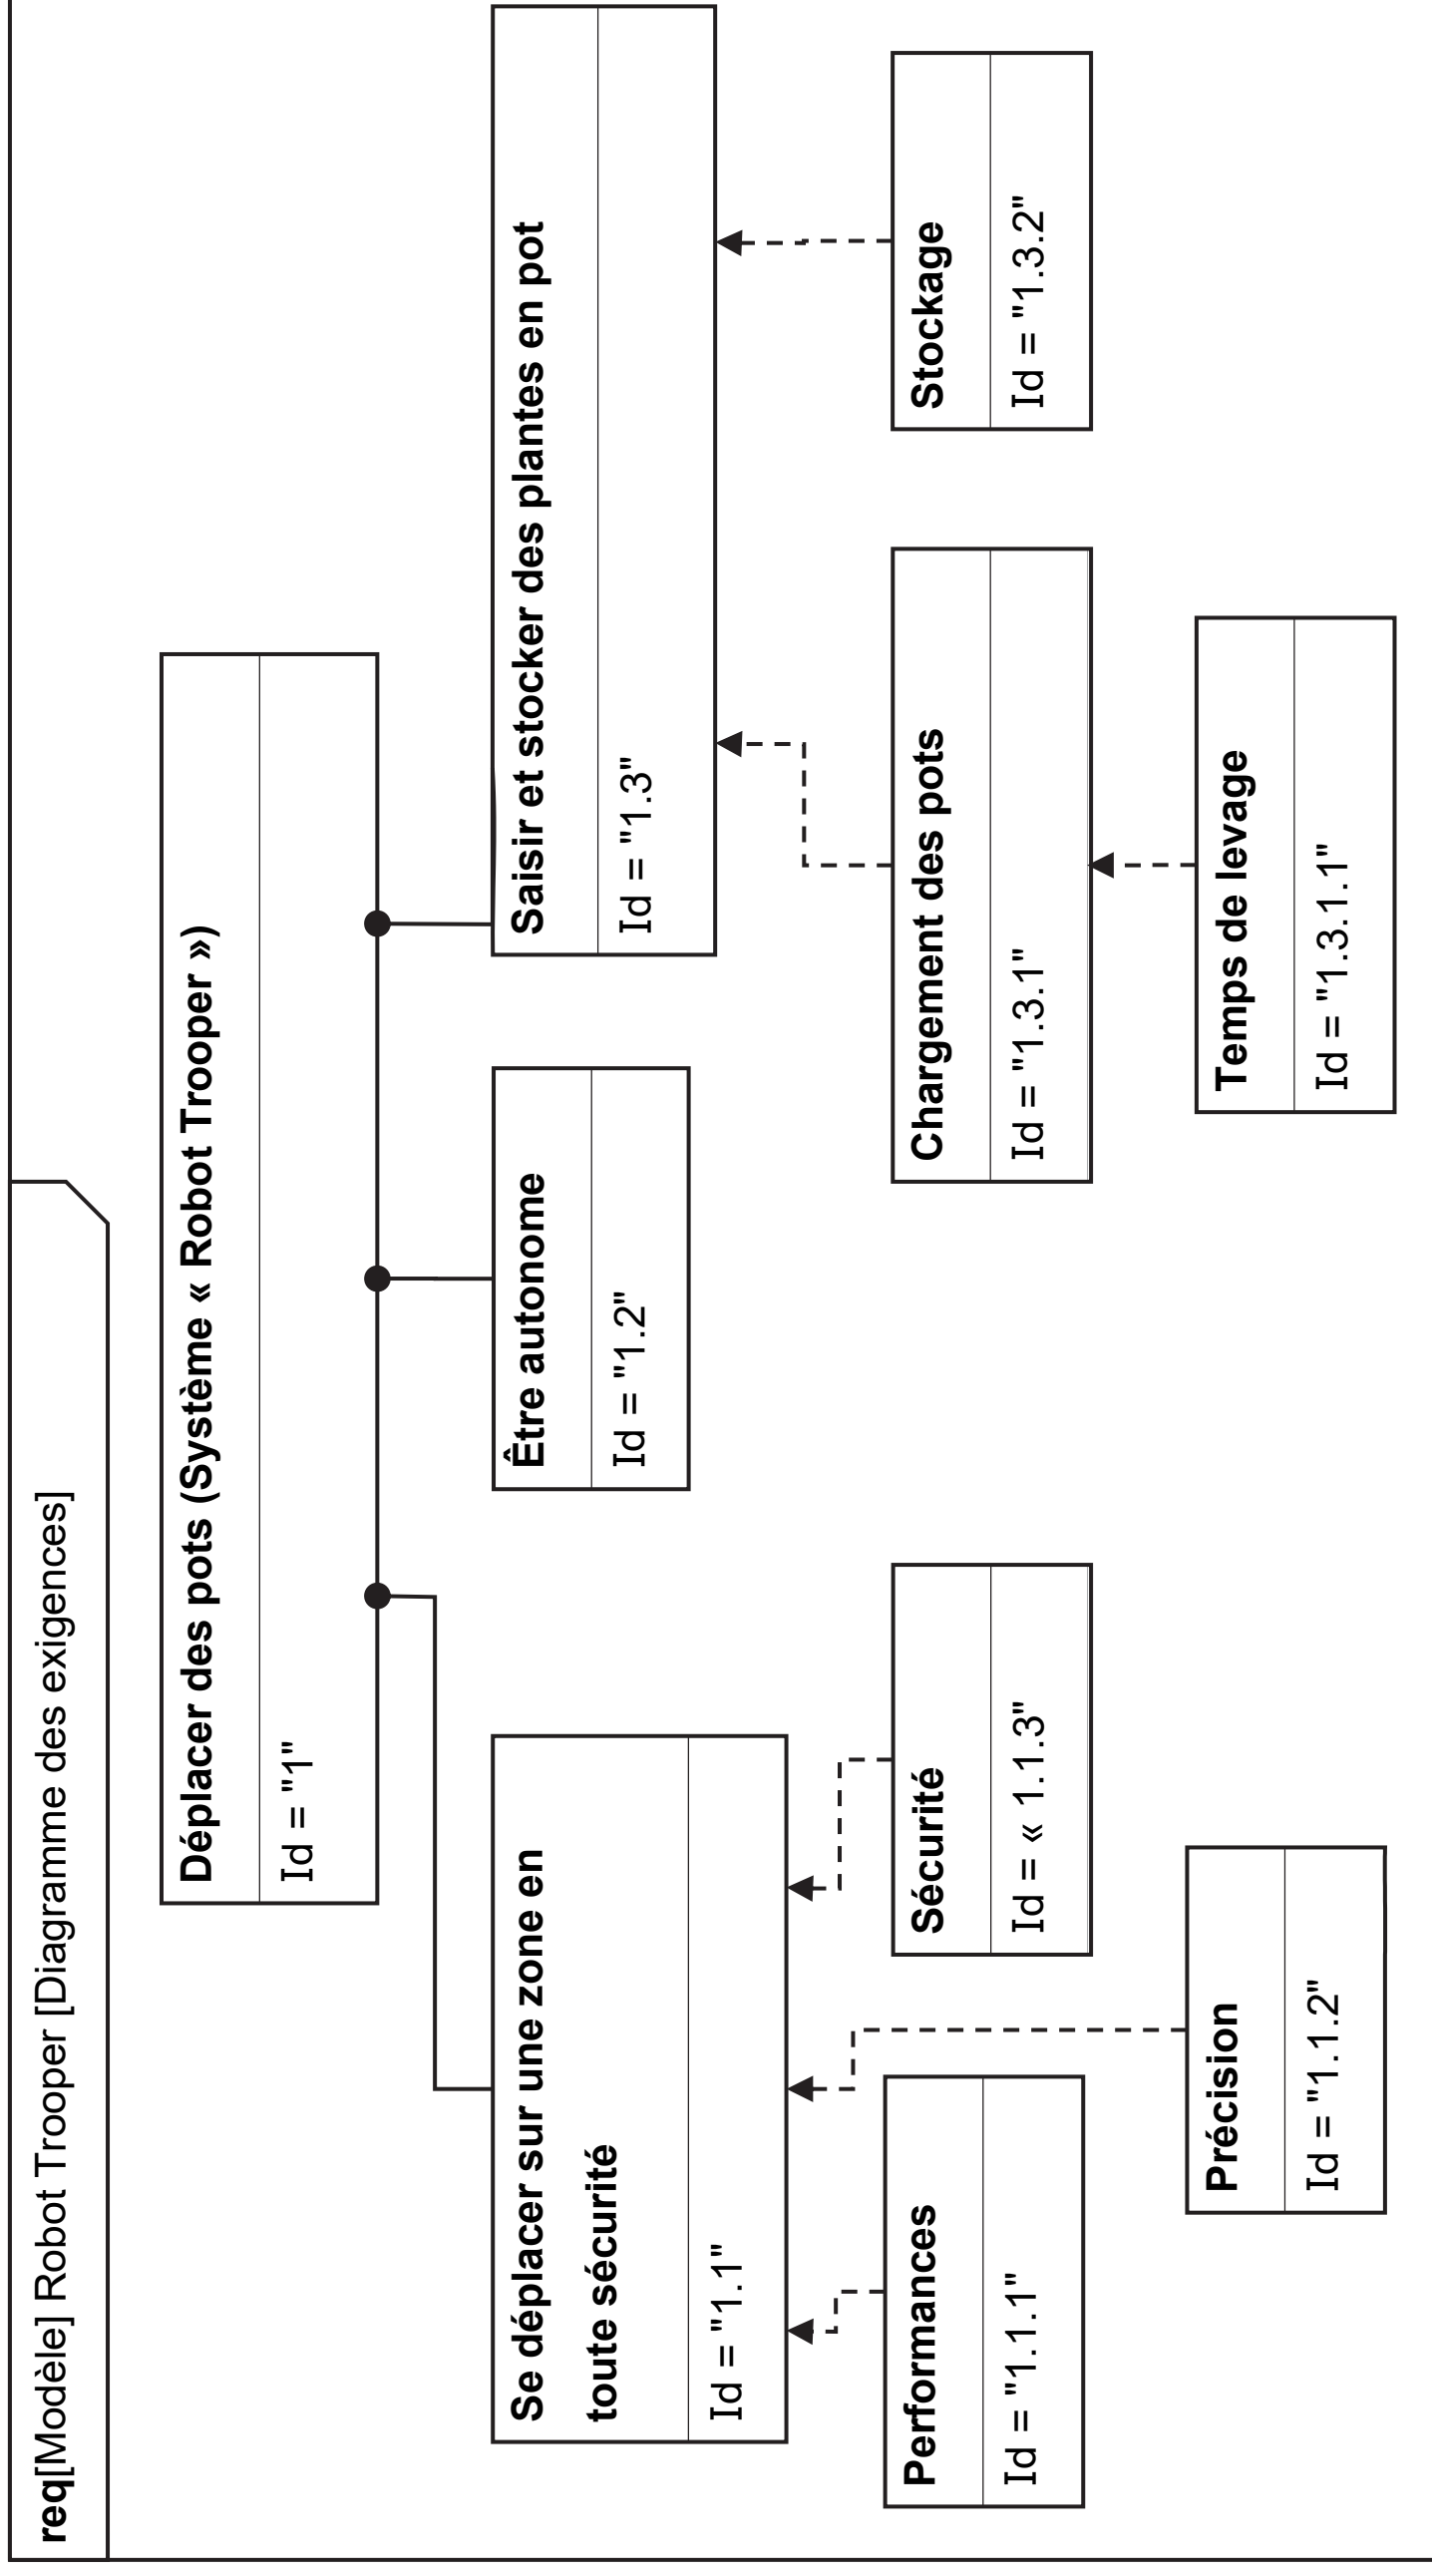 req[Modèle] Robot Trooper [Diagramme des exigences]
Déplacer des pots (Système « Robot Trooper »)
Id = "1"
Se déplacer sur une zone en
toute sécurité
Id = "1.1"
Être autonome
Id = "1.2"
Saisir et stocker des plantes en pot
Id = "1.3"
Performances
Id = "1.1.1"
Précision
Id = "1.1.2"
Sécurité
Id = « 1.1.3"
Chargement des pots
Id = "1.3.1"
Temps de levage
Id = "1.3.1.1"
Stockage
Id = "1.3.2"